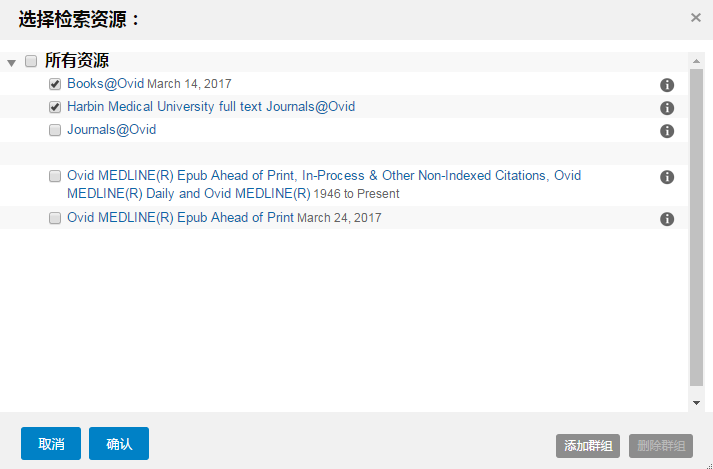 选择检索资源：
所有资源
Books@Ovid March 14, 2017
Harbin Medical University full text Journals@Ovid
Journals@Ovid
Ovid MEDLINE(R) Epub Ahead of Print, In-Process & Other Non-Indexed Citations, Ovid
MEDLINE(R) Daily and Ovid MEDLINE(R) 1946 to Present
Ovid MEDLINE(R) Epub Ahead of Print March 24, 2017
取消 确认 添加群组 删除群组